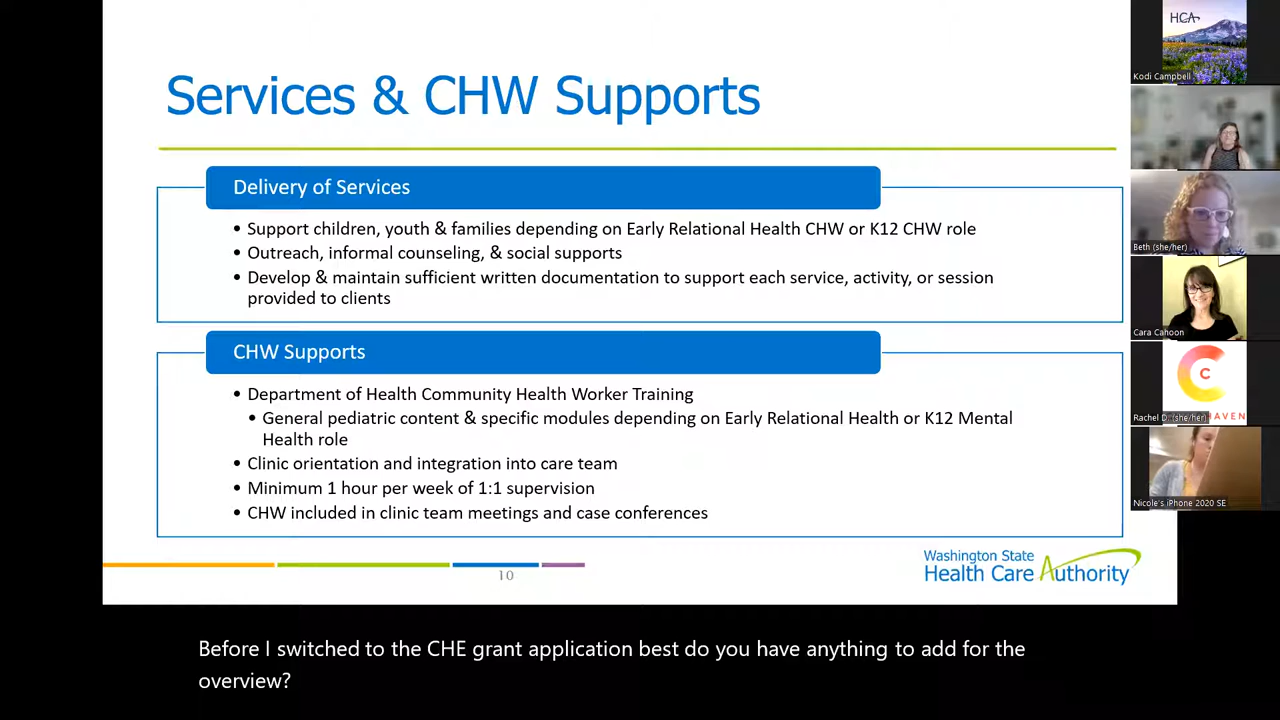 Services & CHW Supports
Delivery of Services
• Support children, youth & families depending on Early Relational Health CHW or K12 CHW role
• Outreach, informal counseling, & social supports
• Develop & maintain sufficient written documentation to support each service, activity, or session
provided to clients
CHW Supports
• Department of Health Community Health Worker Training
• General pediatric content & specific modules depending on Early Relational Health or K12 Mental
Health role
• Clinic orientation and integration into care team
• Minimum 1 hour per week of 1:1 supervision
• CHW included in clinic team meetings and case conferences
10
Washington State
Health Care Authority
HCA
Kodi Campbell
Beth (she/her)
Cara Cahoon
C
HAVEN
Rachel D. (she/her)
Nicole's iPhone 2020 SE
Before I switched to the CHE grant application best do you have anything to add for the
overview?